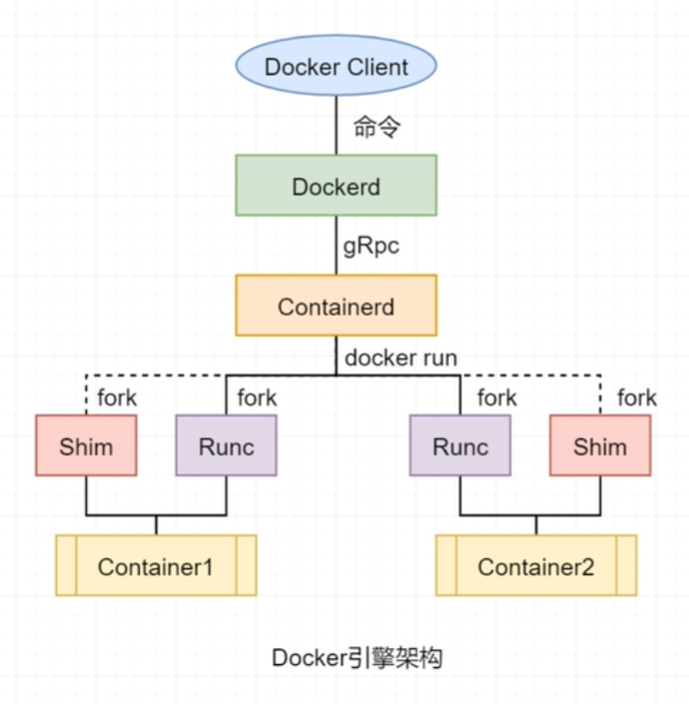 Docker Client
命令
Dockerd
gRpc
Containerd
docker run
fork
fork
fork
fork
Shim
Runc
Runc
Shim
Container1
Container2
Docker引擎架构